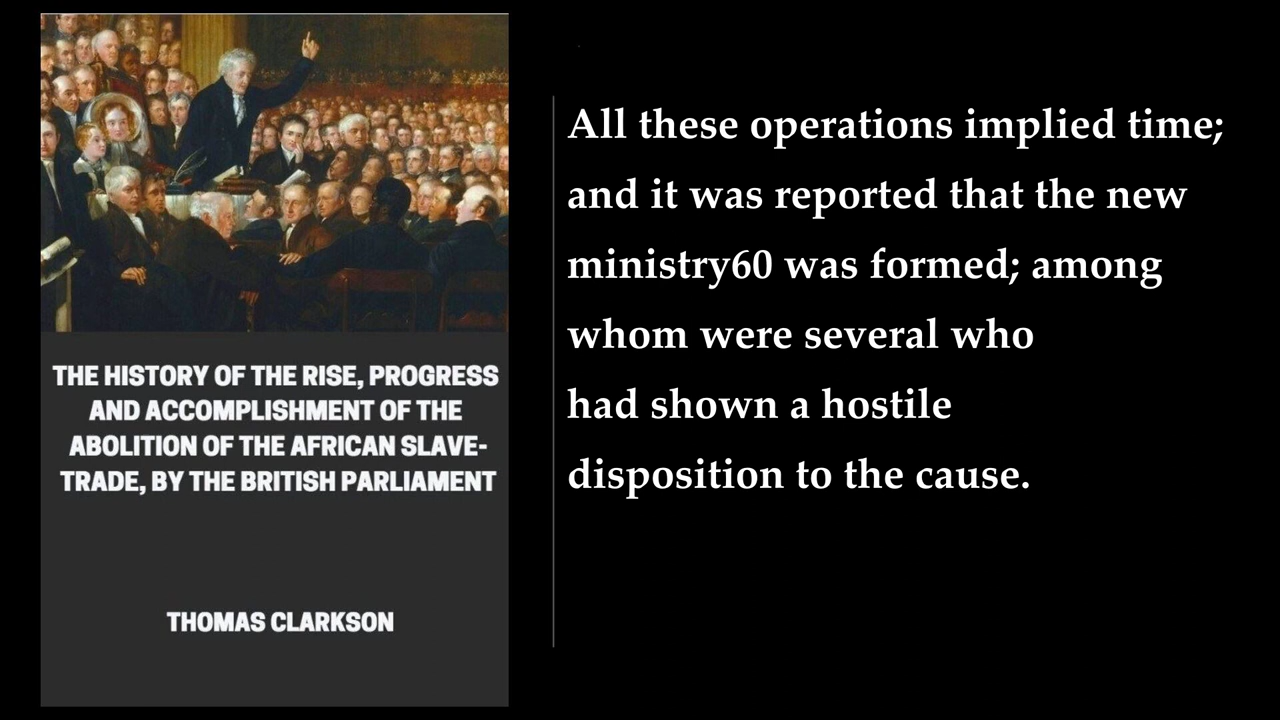 THE HISTORY OF THE RISE, PROGRESS
AND ACCOMPLISHMENT OF THE
ABOLITION OF THE AFRICAN SLAVE-
TRADE, BY THE BRITISH PARLIAMENT
THOMAS CLARKSON
All these operations implied time;
and it was reported that the new
ministry60 was formed; among
whom were several who
had shown a hostile
disposition to the cause.